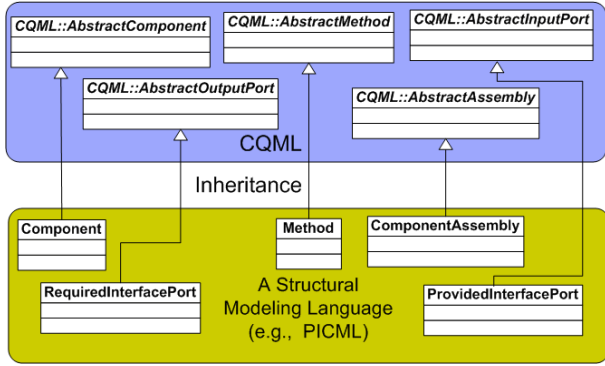 CQML::AbstractComponent
CQML::AbstractMethod
CQML::AbstractInputPort
CQML::AbstractOutputPort
CQML::AbstractAssembly
CQML
Inheritance
Component
Method
ComponentAssembly
RequiredInterfacePort
A Structural
Modeling Language
(e.g., PICML)
ProvidedInterfacePort